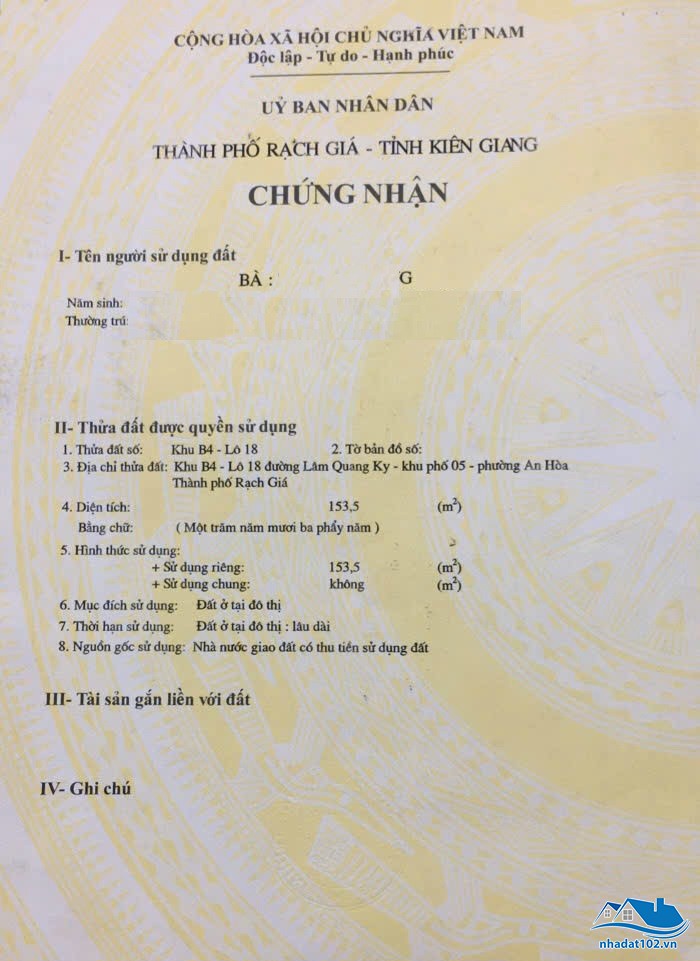 CỘNG HÒA XÃ HỘI CHỦ NGHĨA VIỆT NAM
Độc lập - Tự do - Hạnh phúc
UỶ BAN NHÂN DÂN
THÀNH PHỐ RẠCH GIÁ - TỈNH KIÊN GIANG
CHỨNG NHẬN
I- Tên người sử dụng đất
BÀ : G
Năm sinh:
Thường trú:
II- Thửa đất được quyền sử dụng
1. Thửa đất số: Khu B4 - Lô 18 2. Tờ bản đồ số:
3. Địa chỉ thửa đất: Khu B4 - Lô 18 đường Lâm Quang Ky - khu phố 05 - phường An Hòa
Thành phố Rạch Giá
4. Diện tích: 153,5 (m²)
Bằng chữ: ( Một trăm năm mươi ba phẩy năm )
5. Hình thức sử dụng:
+ Sử dụng riêng: 153,5 (m²)
+ Sử dụng chung: không (m²)
6. Mục đích sử dụng: Đất ở tại đô thị
7. Thời hạn sử dụng: Đất ở tại đô thị : lâu dài
8. Nguồn gốc sử dụng: Nhà nước giao đất có thu tiền sử dụng đất
III- Tài sản gắn liền với đất
IV- Ghi chú
nhadat102.vn